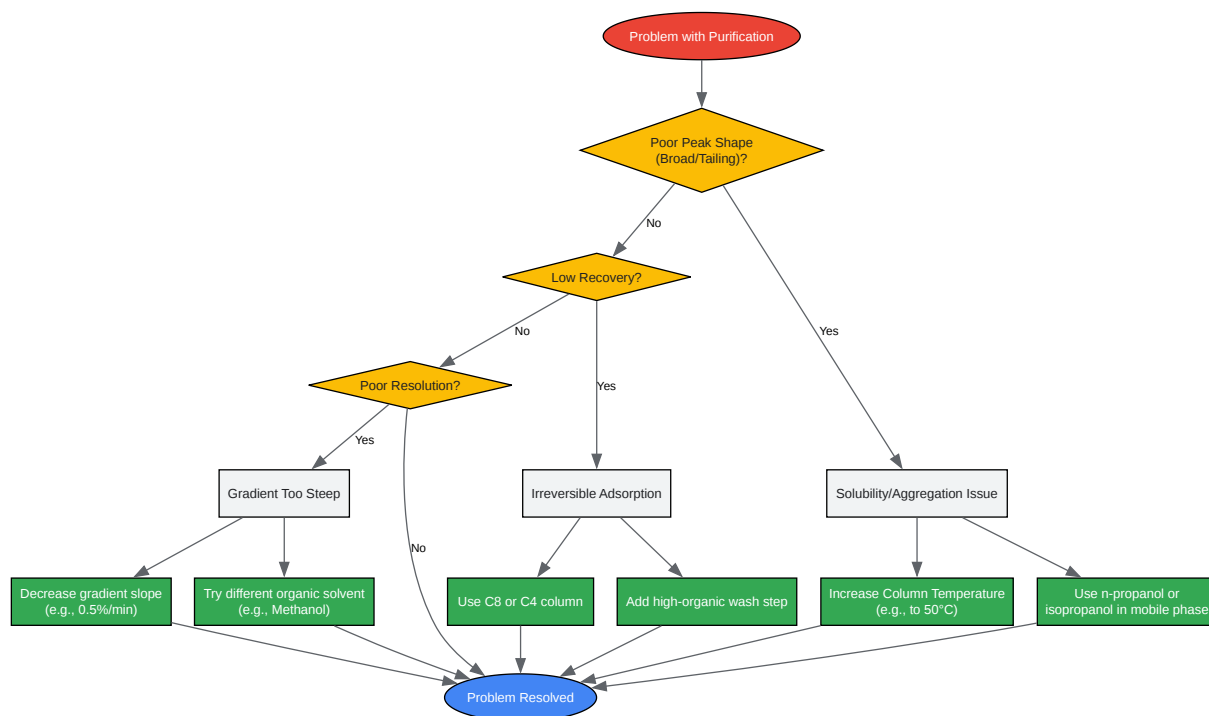 Problem with Purification
Poor Peak Shape
(Broad/Tailing)?
No
Yes
Low Recovery?
No
Yes
Poor Resolution?
Yes
No
Gradient Too Steep
Irreversible Adsorption
Solubility/Aggregation Issue
Decrease gradient slope
(e.g., 0.5%/min)
Try different organic solvent
(e.g., Methanol)
Use C8 or C4 column
Add high-organic wash step
Increase Column Temperature
(e.g., to 50°C)
Use n-propanol or
isopropanol in mobile phase
Problem Resolved